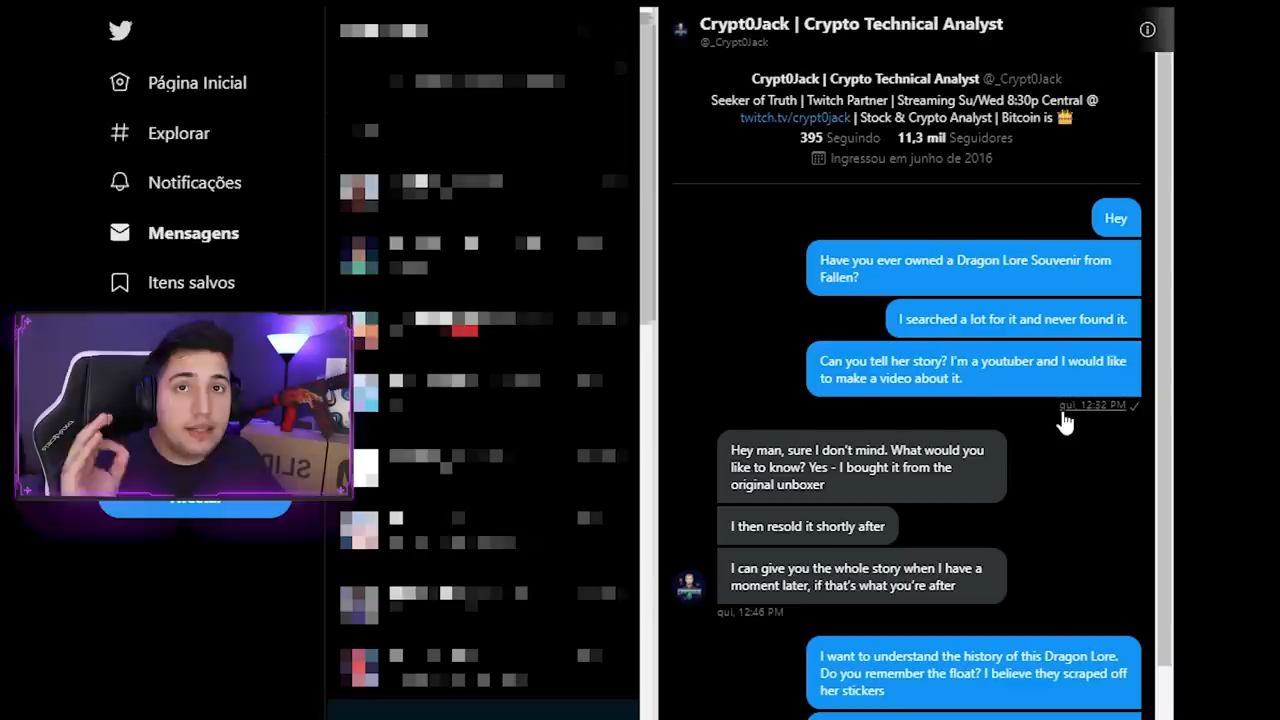 Crypt0Jack | Crypto Technical Analyst
@_Crypt0Jack
Crypt0Jack | Crypto Technical Analyst @_Crypt0Jack
Seeker of Truth | Twitch Partner | Streaming Su/Wed 8:30p Central @
twitch.tv/crypt0jack | Stock & Crypto Analyst | Bitcoin is 👑
395 Seguindo 11,3 mil Seguidores
Ingressou em junho de 2016
Página Inicial
Explorar
Notificações
Mensagens
Itens salvos
Hey
Have you ever owned a Dragon Lore Souvenir from
Fallen?
I searched a lot for it and never found it.
Can you tell her story? I'm a youtuber and I would like
to make a video about it.
qui, 12:32 PM
Hey man, sure I don't mind. What would you
like to know? Yes - I bought it from the
original unboxer
I then resold it shortly after
I can give you the whole story when I have a
moment later, if that's what you're after
qui, 12:46 PM
I want to understand the history of this Dragon Lore.
Do you remember the float? I believe they scraped off
her stickers